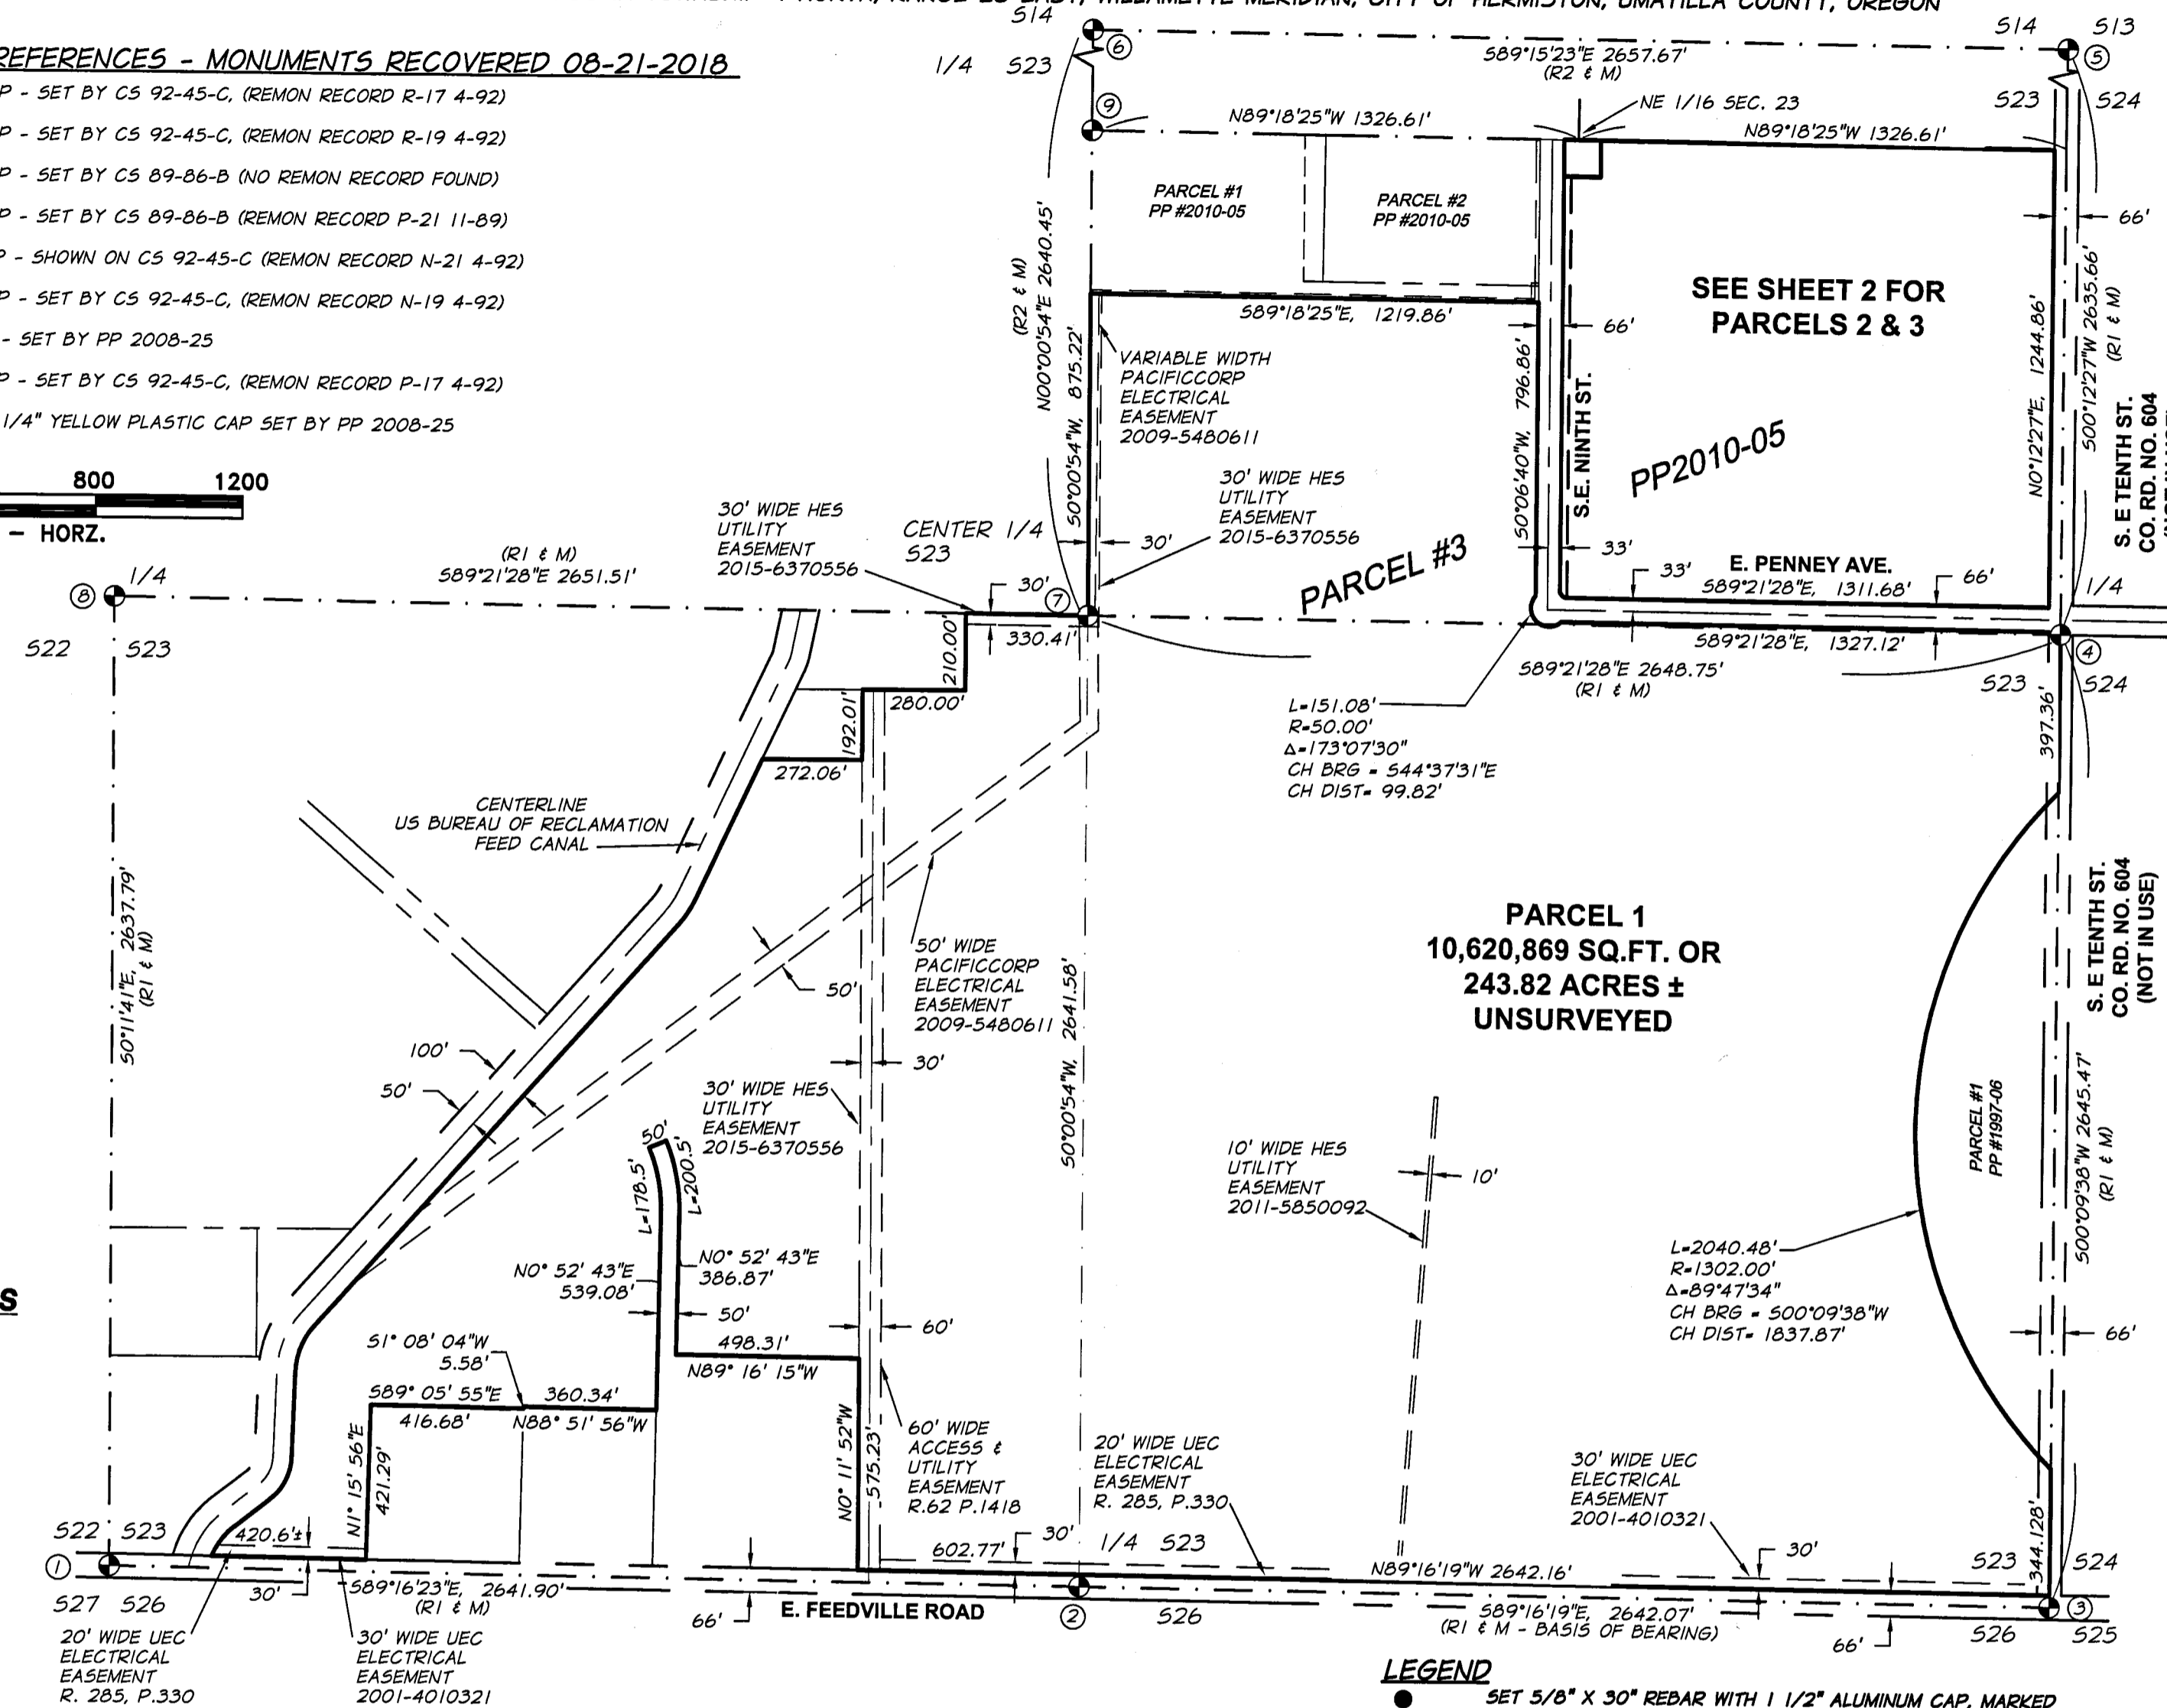 S14
S14 S13
S89°15'23"E 2657.67'
(R2 & M)
1/4 S23
6
5
S23 S24
REFERENCES - MONUMENTS RECOVERED 08-21-2018
P - SET BY CS 92-45-C, (REMON RECORD R-17 4-92)
P - SET BY CS 92-45-C, (REMON RECORD R-19 4-92)
P - SET BY CS 89-86-B (NO REMON RECORD FOUND)
P - SET BY CS 89-86-B (REMON RECORD P-21 11-89)
P - SHOWN ON CS 92-45-C (REMON RECORD N-21 4-92)
P - SET BY CS 92-45-C, (REMON RECORD N-19 4-92)
- SET BY PP 2008-25
P - SET BY CS 92-45-C, (REMON RECORD P-17 4-92)
1/4" YELLOW PLASTIC CAP SET BY PP 2008-25
800 1200
- HORZ.
9
N89°18'25"W 1326.61'
NE 1/16 SEC. 23
N89°18'25"W 1326.61'
PARCEL #1
PP #2010-05
PARCEL #2
PP #2010-05
66'
N00°00'54"E 2640.45'
(R2 & M)
S89°18'25"E, 1219.86'
66'
SEE SHEET 2 FOR
PARCELS 2 & 3
S0°00'54"W, 875.22'
VARIABLE WIDTH
PACIFICCORP
ELECTRICAL
EASEMENT
2009-5480611
S0°06'40"W, 796.86'
S.E. NINTH ST.
PP2010-05
N0°12'27"E, 1244.86'
S00°12'27"W 2635.66'
(R1 & M)
S. E TENTH ST.
CO. RD. NO. 604
30' WIDE HES
UTILITY
EASEMENT
2015-6370556
30' WIDE HES
UTILITY
EASEMENT
2015-6370556
CENTER 1/4
S23
30'
33'
PARCEL #3
E. PENNEY AVE.
33'
S89°21'28"E, 1311.68'
66'
1/4
(R1 & M)
S89°21'28"E 2651.51'
8
1/4
S22 S23
30'
7
330.41'
210.00'
280.00'
192.01'
272.06'
S89°21'28"E, 1327.12'
S89°21'28"E 2648.75'
(R1 & M)
4
S23 S24
397.36'
L=151.08'
R=50.00'
Δ=173°07'30"
CH BRG = S44°37'31"E
CH DIST= 99.82'
CENTERLINE
US BUREAU OF RECLAMATION
FEED CANAL
S0°11'41"E, 2637.79'
(R1 & M)
50' WIDE
PACIFICCORP
ELECTRICAL
EASEMENT
2009-5480611
50'
S0°00'54"W, 2641.58'
PARCEL 1
10,620,869 SQ.FT. OR
243.82 ACRES ±
UNSURVEYED
S. E TENTH ST.
CO. RD. NO. 604
(NOT IN USE)
100'
50'
30'
30' WIDE HES
UTILITY
EASEMENT
2015-6370556
50'
L=178.5'
L=200.5'
10' WIDE HES
UTILITY
EASEMENT
2011-5850092
10'
PARCEL #1
PP #1997-06
S00°09'38"W 2645.47'
(R1 & M)
N0° 52' 43"E
539.08'
N0° 52' 43"E
386.87'
50'
60'
L=2040.48'
R=1302.00'
Δ=89°47'34"
CH BRG = S00°09'38"W
CH DIST= 1837.87'
66'
S
S1° 08' 04"W
5.58'
498.31'
N89° 16' 15"W
S89° 05' 55"E
416.68'
360.34'
N88° 51' 56"W
N1° 15' 56"E
421.29'
N0° 11' 52"W
575.23'
60' WIDE
ACCESS &
UTILITY
EASEMENT
R.62 P.1418
20' WIDE UEC
ELECTRICAL
EASEMENT
R. 285, P.330
30' WIDE UEC
ELECTRICAL
EASEMENT
2001-4010321
344.128'
S22 S23
420.6'±
1
30'
S89°16'23"E, 2641.90'
(R1 & M)
S27 S26
602.77'
30'
1/4 S23
N89°16'19"W 2642.16'
30'
S23 S24
66'
E. FEEDVILLE ROAD
2
S26
S89°16'19"E, 2642.07'
(R1 & M - BASIS OF BEARING)
66'
3
S26 S25
20' WIDE UEC
ELECTRICAL
EASEMENT
R. 285, P.330
30' WIDE UEC
ELECTRICAL
EASEMENT
2001-4010321
LEGEND
SET 5/8" X 30" REBAR WITH 1 1/2" ALUMINUM CAP, MARKED